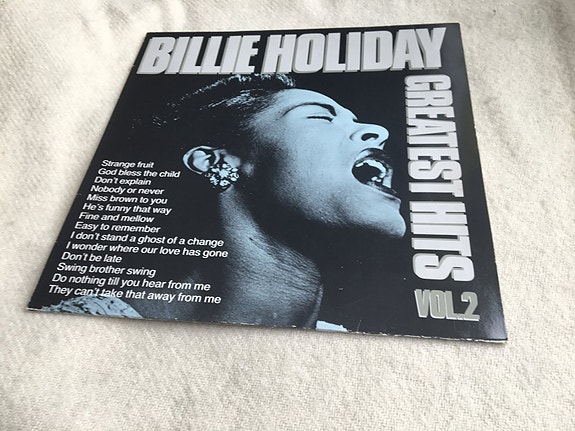 BILLIE HOLIDAY
GREATEST HITS
VOL.2
Strange fruit
God bless the child
Don't explain
Nobody or never
Miss brown to you
He's funny that way
Fine and mellow
Easy to remember
I don't stand a ghost of a change
I wonder where our love has gone
Don't be late
Swing brother swing
Do nothing till you hear from me
They can't take that away from me